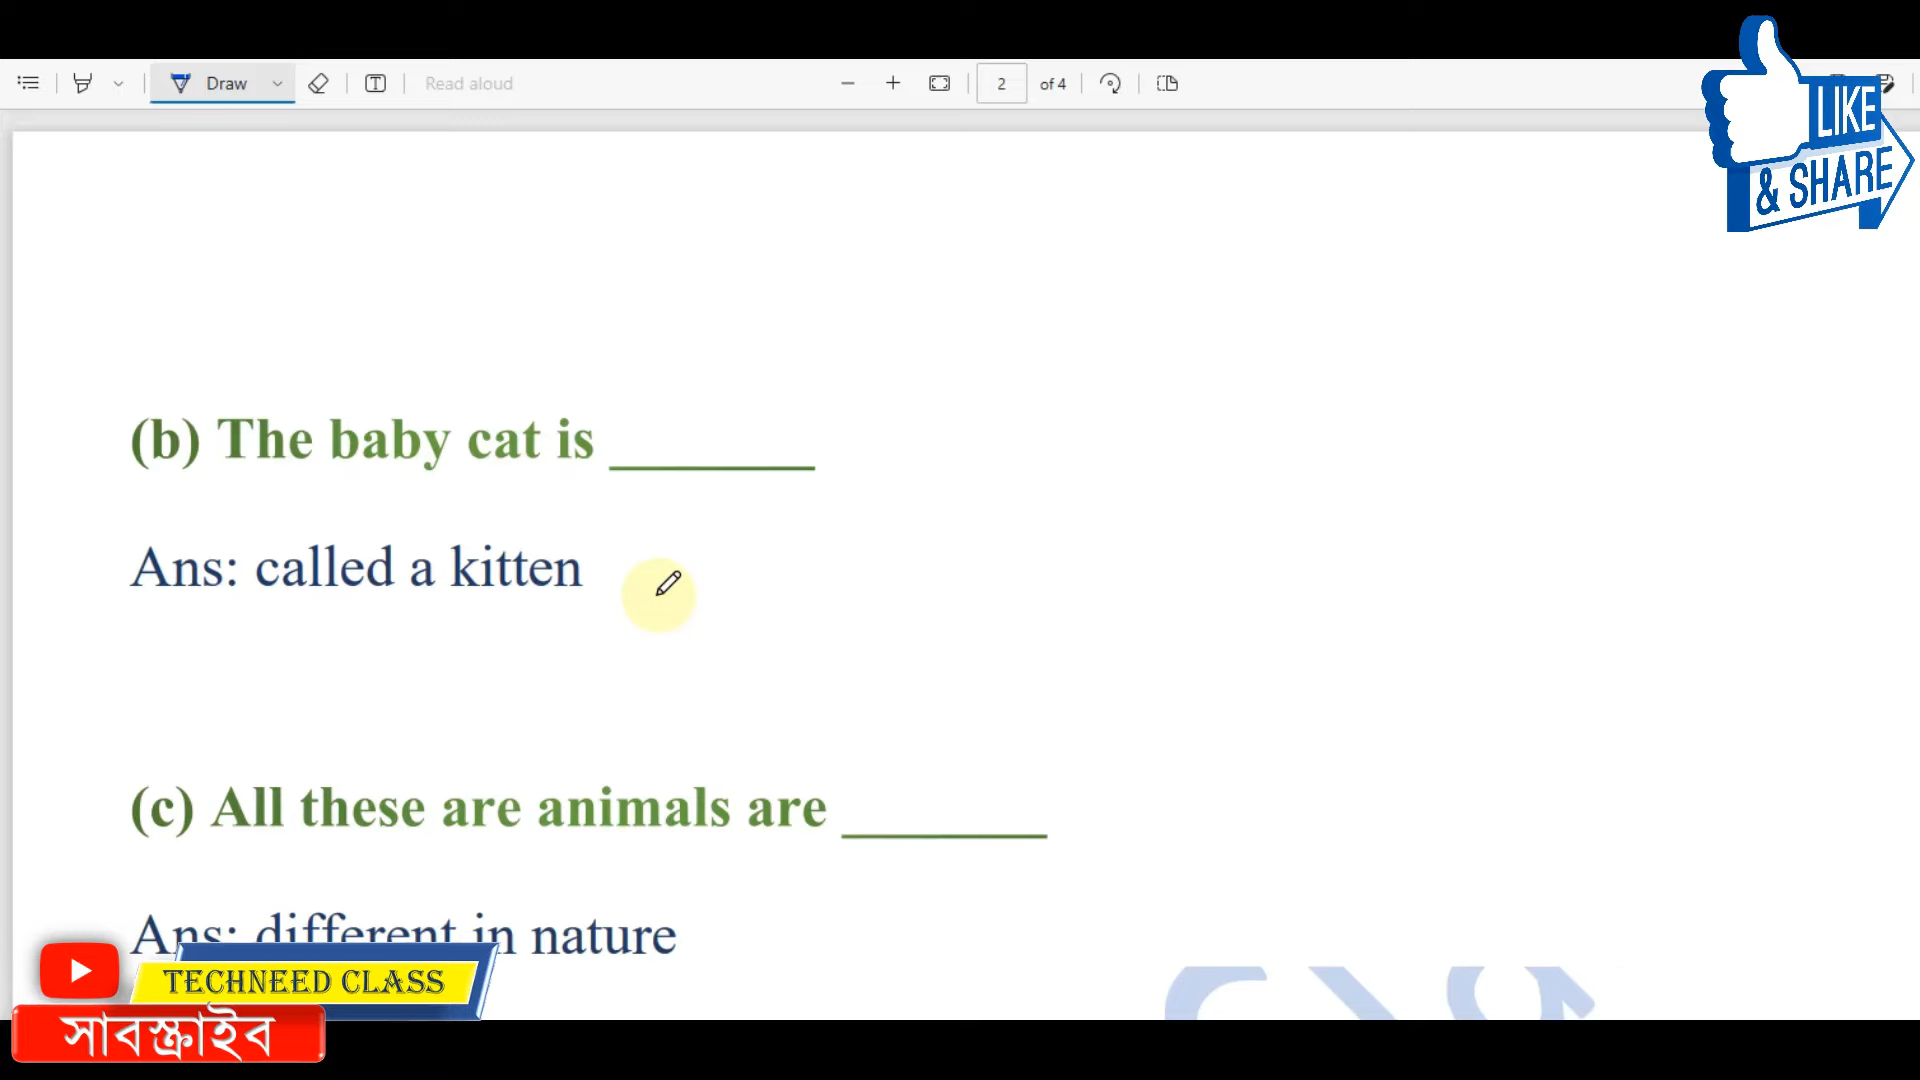 Draw
Read aloud
2 of 4
LIKE
& SHARE
(b) The baby cat is ________
Ans: called a kitten
(c) All these are animals are ________
Ans: different in nature
TECHNEED CLASS
সাবস্ক্রাইব